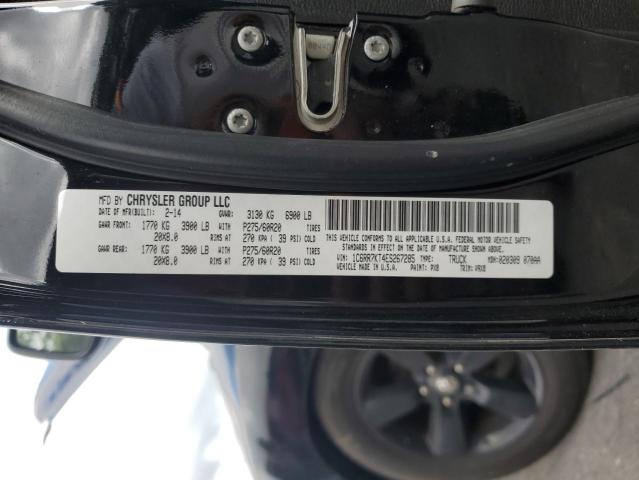 MFD BY CHRYSLER GROUP LLC
DATE OF MFR(BUILT): 2-14 GVWR: 3130 KG 6900 LB
GAWR FRONT: 1770 KG 3900 LB WITH P275/60R20 TIRES
20X8.0 RIMS AT 270 KPA ( 39 PSI) COLD
GAWR REAR: 1770 KG 3900 LB WITH P275/60R20 TIRES
20X8.0 RIMS AT 270 KPA ( 39 PSI) COLD
THIS VEHICLE CONFORMS TO ALL APPLICABLE U.S.A. FEDERAL MOTOR VEHICLE SAFETY
STANDARDS IN EFFECT ON THE DATE OF MANUFACTURE SHOWN ABOVE.
VIN: 1C6RR7KT4ES267285 TYPE: TRUCK MDH:020309 070AA
MADE IN U.S.A. PAINT: PX8 TRIM: VRX8